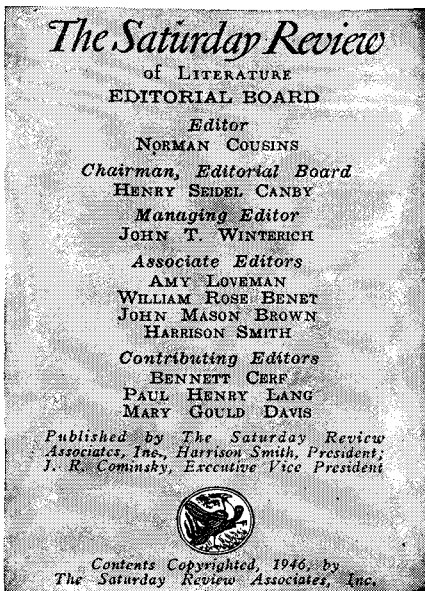 The Saturday Review
of LITERATURE
EDITORIAL BOARD
Editor
NORMAN COUSINS
Chairman, Editorial Board
HENRY SEIDEL CANBY
Managing Editor
JOHN T. WINTERICH
Associate Editors
AMY LOVEMAN
WILLIAM ROSE BENET
JOHN MASON BROWN
HARRISON SMITH
Contributing Editors
BENNETT CERF
PAUL HENRY LANG
MARY GOULD DAVIS
Published by The Saturday Review
Associates, Inc., Harrison Smith, President;
J. R. Cominsky, Executive Vice President
Contents Copyrighted, 1946, by
The Saturday Review Associates, Inc.